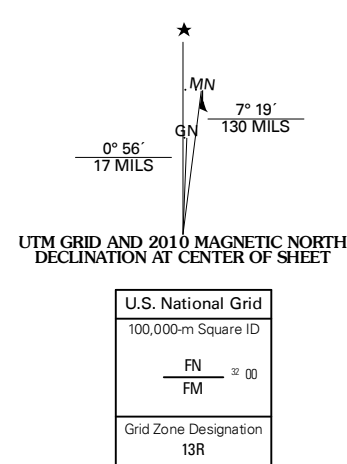 MN
7° 19´
130 MILS
GN
0° 56´
17 MILS
UTM GRID AND 2010 MAGNETIC NORTH
DECLINATION AT CENTER OF SHEET
U.S. National Grid
100,000-m Square ID
FN
32 00
FM
Grid Zone Designation
13R